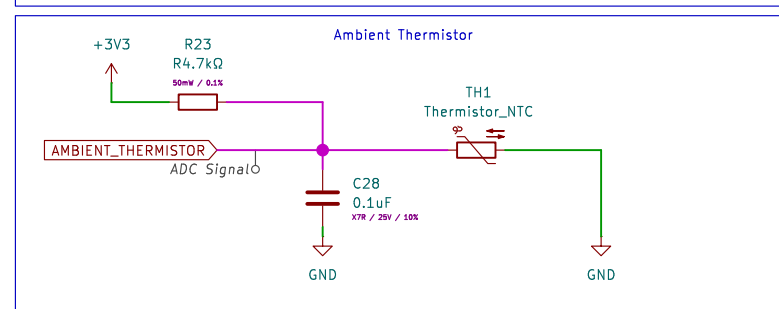 Ambient Thermistor
+3V3
R23
R4.7kΩ
50mW / 0.1%
TH1
Thermistor_NTC
AMBIENT_THERMISTOR
ADC Signal
C28
0.1uF
X7R / 25V / 10%
GND
GND